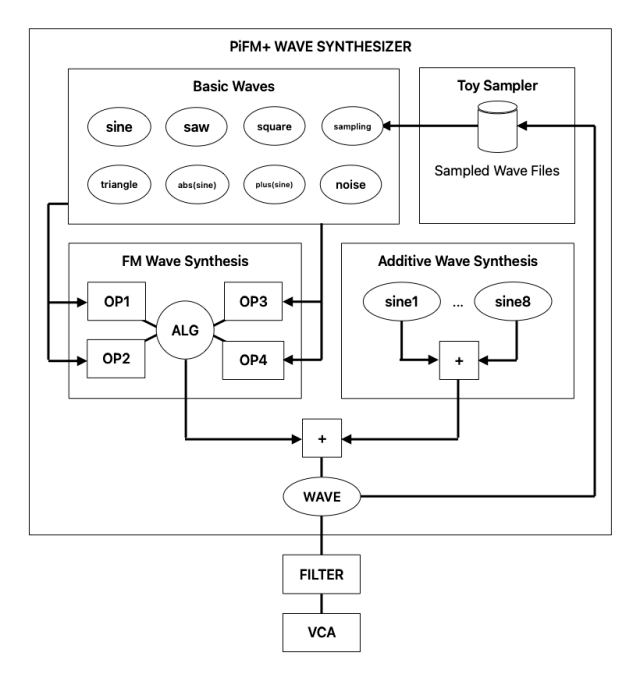 PiFM+ WAVE SYNTHESIZER
Basic Waves
sine
saw
square
sampling
triangle
abs(sine)
plus(sine)
noise
Toy Sampler
Sampled Wave Files
FM Wave Synthesis
OP1
OP3
ALG
OP2
OP4
Additive Wave Synthesis
sine1
...
sine8
+
+
WAVE
FILTER
VCA